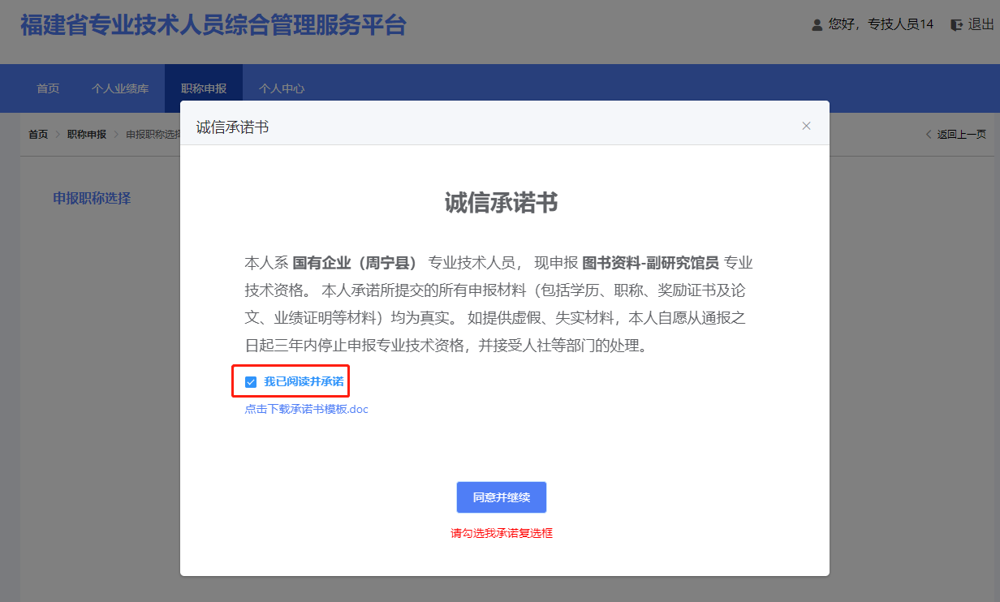 福建省专业技术人员综合管理服务平台
您好，专技人员14 退出
首页 个人业绩库 职称申报 个人中心
首页 职称申报 申报职称选择 返回上一页
申报职称选择
诚信承诺书
诚信承诺书
本人系 国有企业（周宁县） 专业技术人员， 现申报 图书资料-副研究馆员 专业
技术资格。 本人承诺所提交的所有申报材料（包括学历、职称、奖励证书及论
文、业绩证明等材料）均为真实。 如提供虚假、失实材料，本人自愿从通报之
日起三年内停止申报专业技术资格，并接受人社等部门的处理。
我已阅读并承诺
点击下载承诺书模板.doc
同意并继续
请勾选我承诺复选框